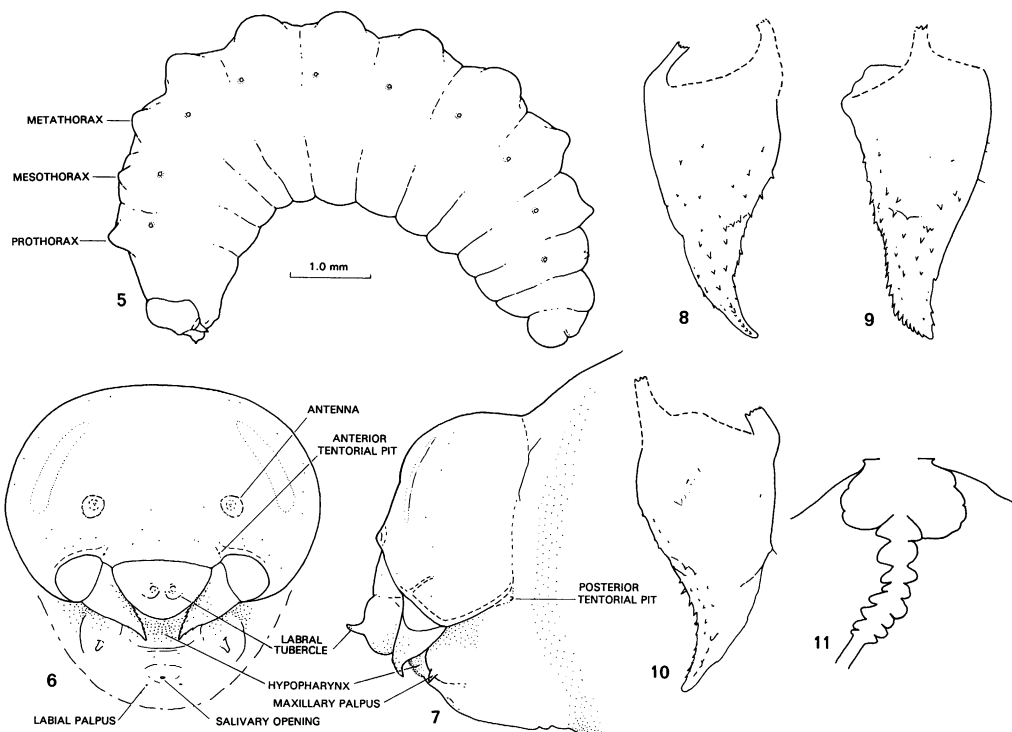 METATHORAX
MESOTHORAX
PROTHORAX
5
1.0 mm
8
9
ANTENNA
ANTERIOR
TENTORIAL PIT
POSTERIOR
TENTORIAL PIT
LABRAL
TUBERCLE
6
HYPOPHARYNX
MAXILLARY PALPUS
LABIAL PALPUS
SALIVARY OPENING
7
10
11